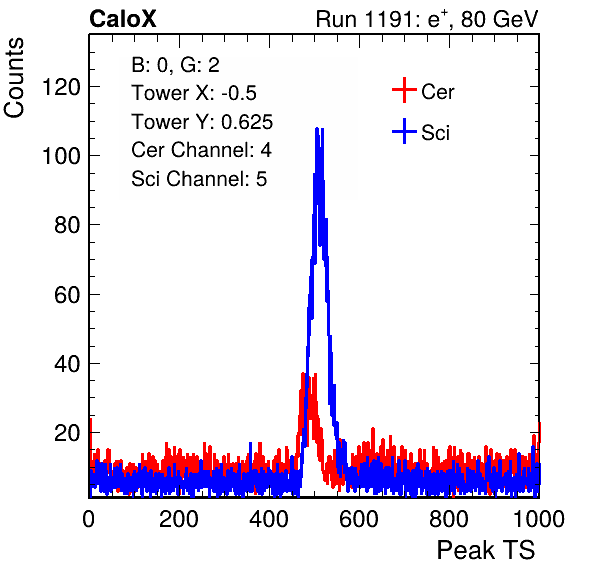 CaloX Run 1191: e⁺, 80 GeV
Counts
B: 0, G: 2
Tower X: -0.5
Tower Y: 0.625
Cer Channel: 4
Sci Channel: 5
Cer
Sci
120
100
80
60
40
20
0 200 400 600 800 1000
Peak TS